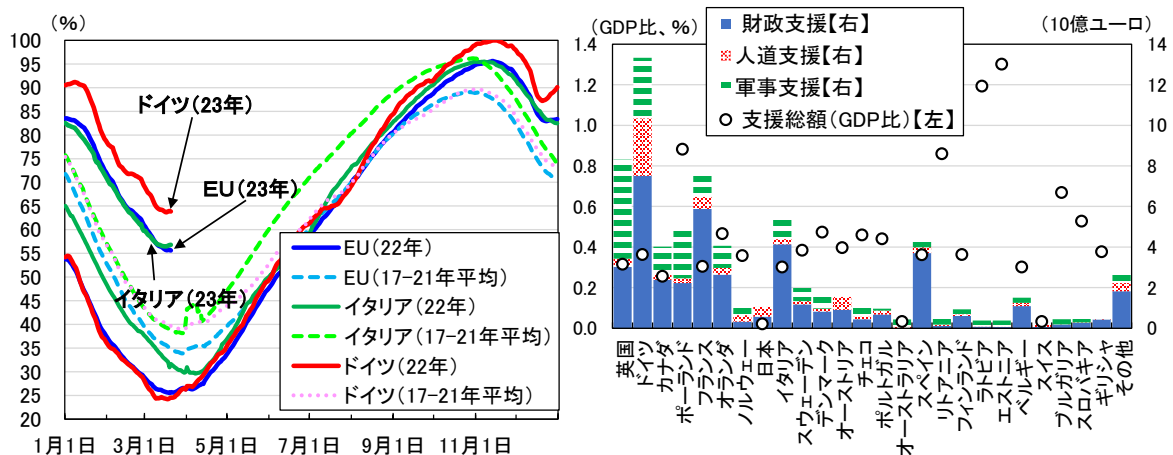 (%)
100
95
90
85
80
75
70
65
60
55
50
45
40
35
30
25
20
1月1日
3月1日
5月1日
7月1日
9月1日
11月1日
ドイツ(23年)
EU(23年)
イタリア(23年)
EU(22年)
EU(17-21年平均)
イタリア(22年)
イタリア(17-21年平均)
ドイツ(22年)
ドイツ(17-21年平均)
(GDP比、%)
(10億ユーロ)
財政支援【右】
人道支援【右】
軍事支援【右】
支援総額(GDP比)【左】
1.4
1.2
1.0
0.8
0.6
0.4
0.2
0.0
14
12
10
8
6
4
2
0
英国
ドイツ
カナダ
ポーランド
フランス
オランダ
ノルウェー
日本
イタリア
スウェーデン
デンマーク
オーストリア
チェコ
ポルトガル
オーストラリア
スペイン
リトアニア
フィンランド
ラトビア
エストニア
ベルギー
スイス
ブルガリア
スロバキア
ギリシャ
その他